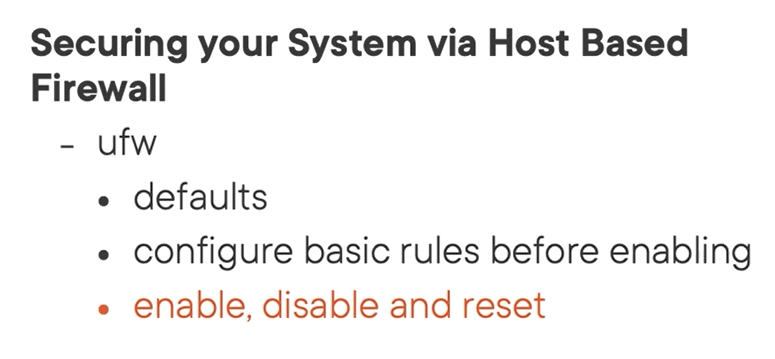 Securing your System via Host Based
Firewall
- ufw
• defaults
• configure basic rules before enabling
• enable, disable and reset